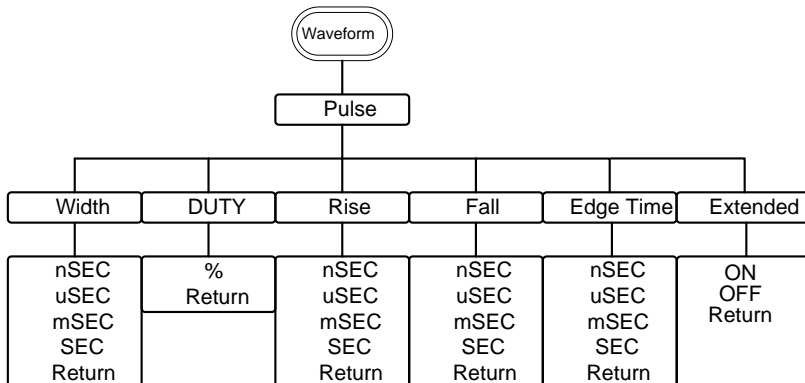 Waveform
Pulse
Width DUTY Rise Fall Edge Time Extended
nSEC
uSEC
mSEC
SEC
Return
%
Return
nSEC
uSEC
mSEC
SEC
Return
nSEC
uSEC
mSEC
SEC
Return
nSEC
uSEC
mSEC
SEC
Return
ON
OFF
Return